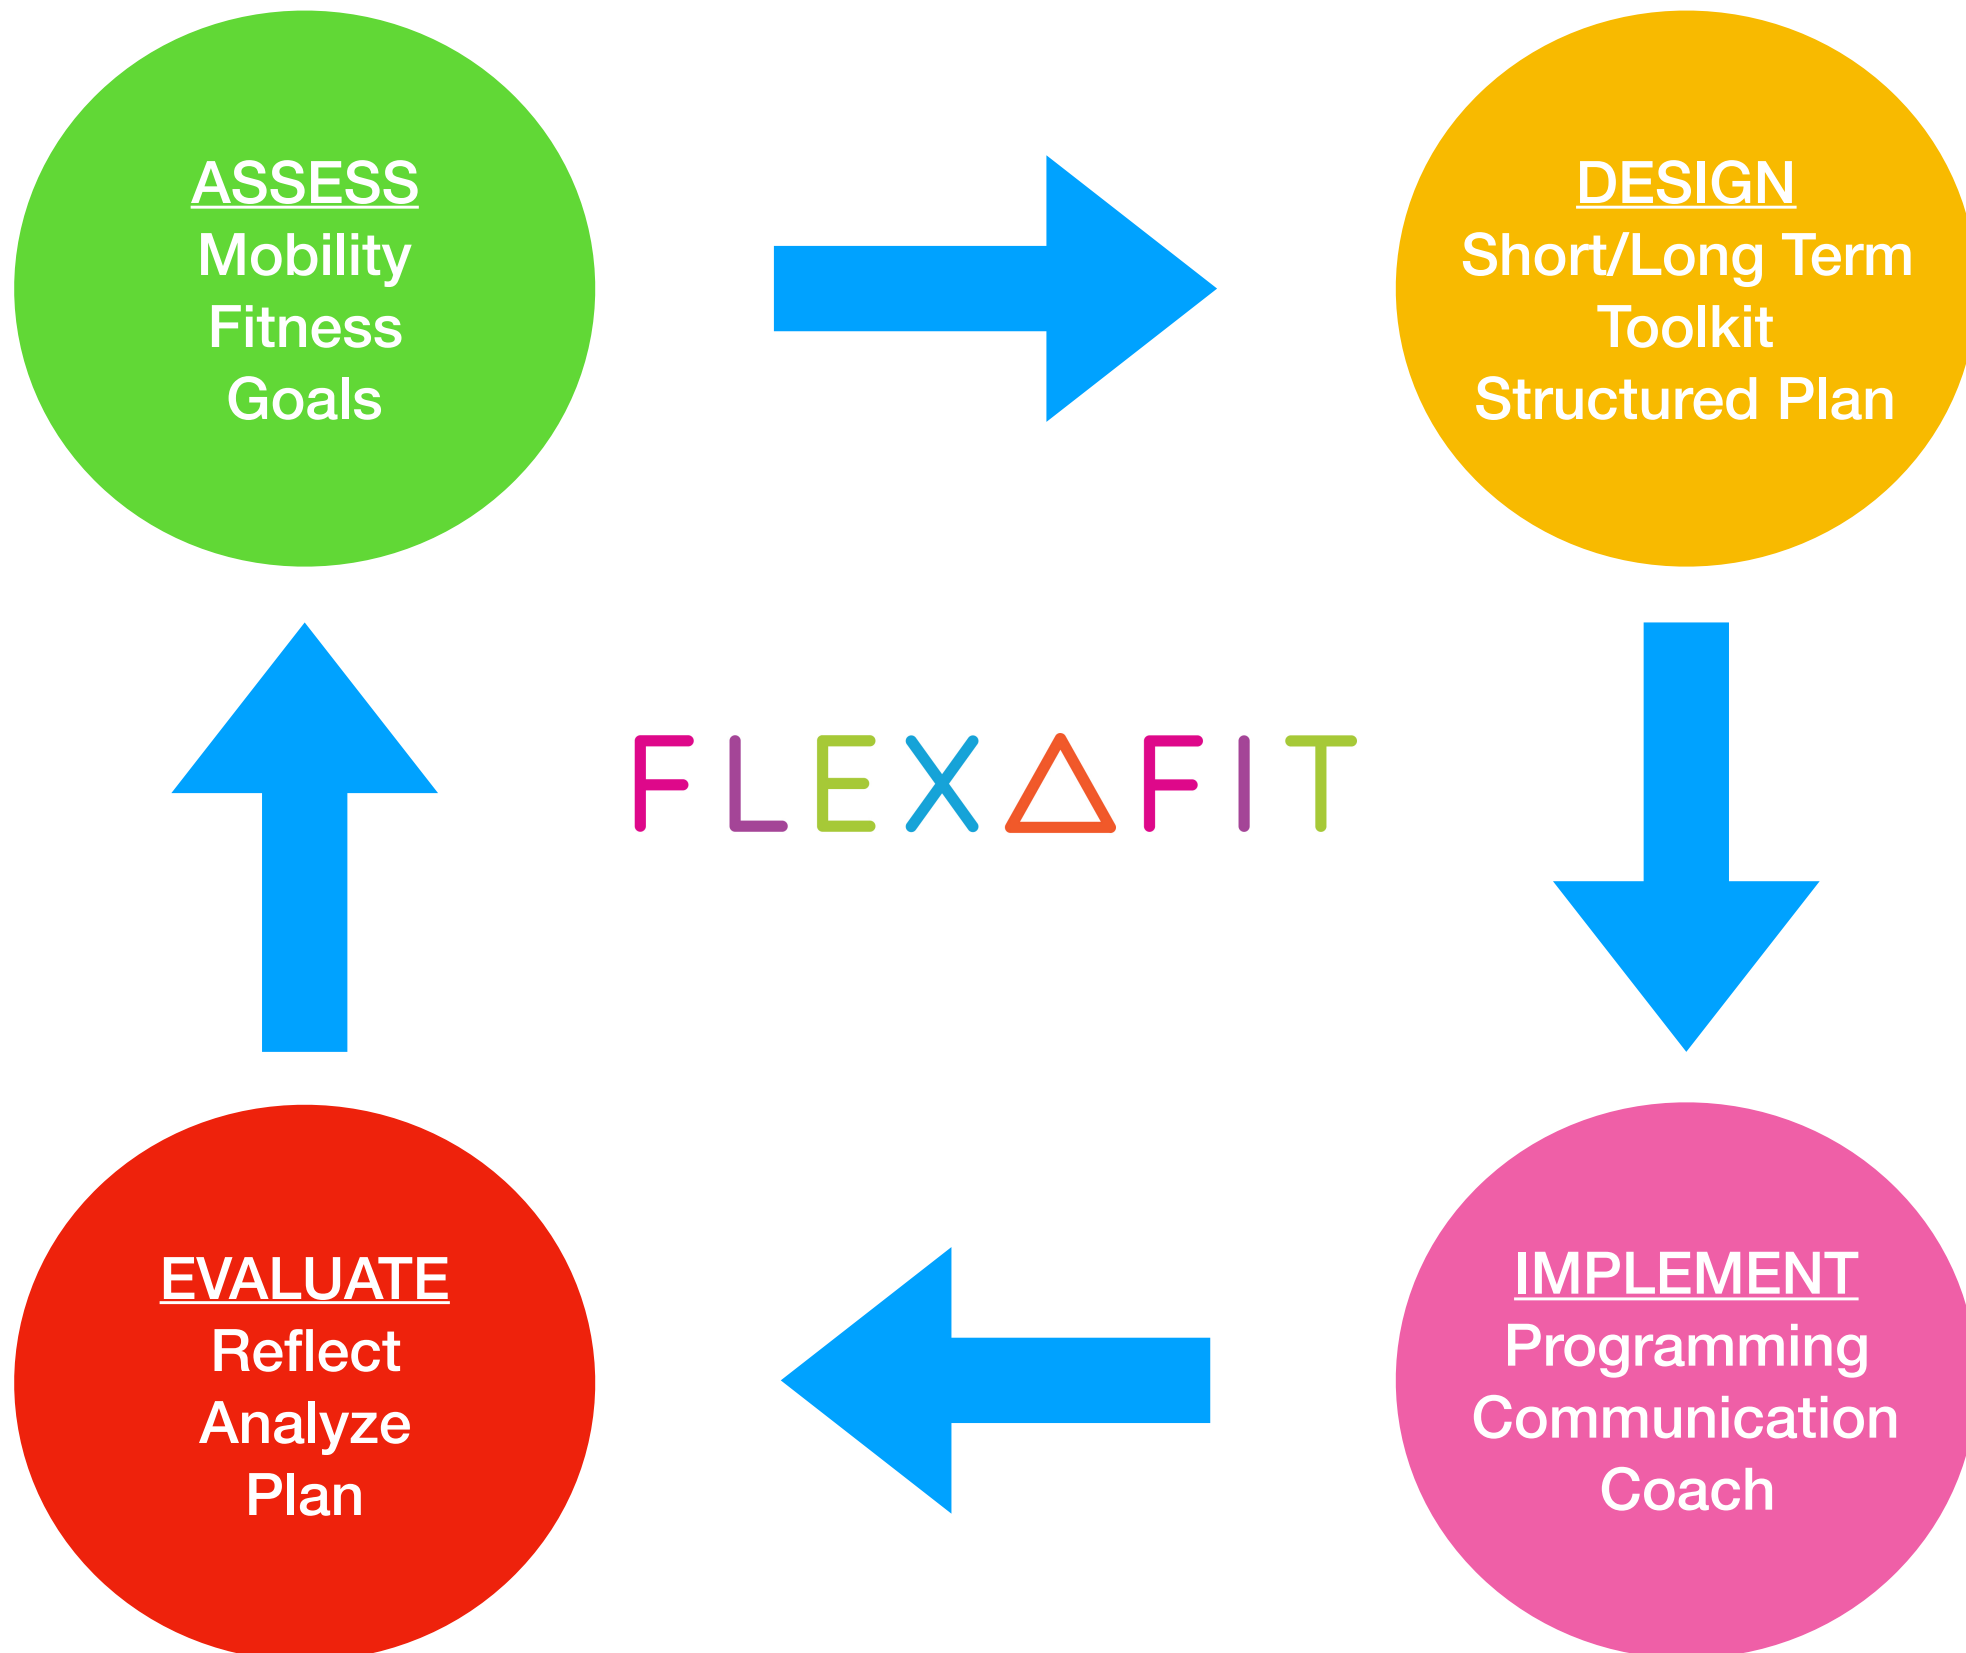 ASSESS
Mobility
Fitness
Goals
DESIGN
Short/Long Term
Toolkit
Structured Plan
FLEXAFIT
EVALUATE
Reflect
Analyze
Plan
IMPLEMENT
Programming
Communication
Coach